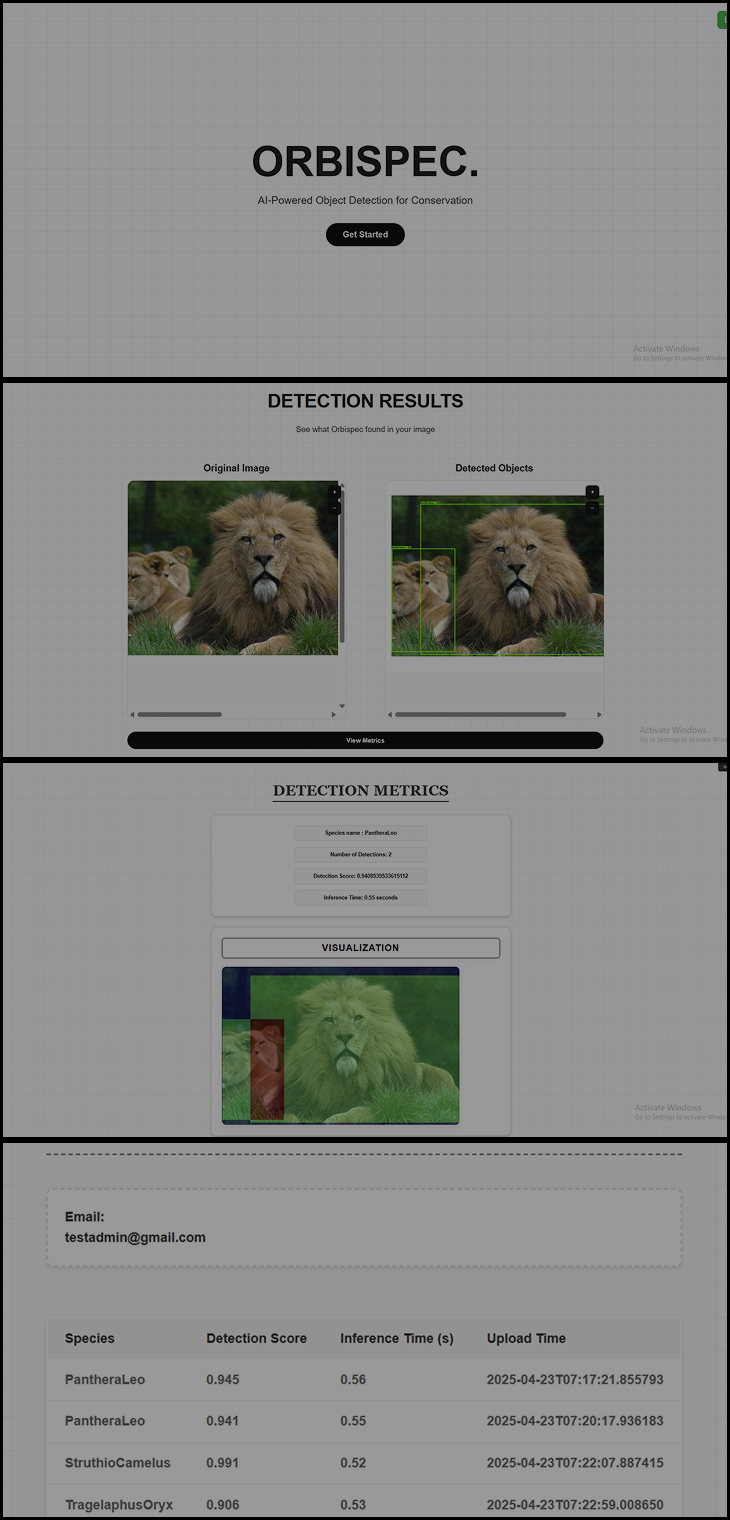 ORBISPEC.
AI-Powered Object Detection for Conservation
Get Started
Activate Windows
Go to Settings to activate Window
DETECTION RESULTS
See what Orbispec found in your image
Original Image
Detected Objects
+
−
+
−
View Metrics
Activate Windows
Go to Settings to activate Wind
DETECTION METRICS
Species name : PantheraLeo
Number of Detections: 2
Detection Score: 0.9408539533615112
Inference Time: 0.55 seconds
VISUALIZATION
Activate Windows
Go to Settings to activate Window
Email:
testadmin@gmail.com
Species Detection Score Inference Time (s) Upload Time
PantheraLeo 0.945 0.56 2025-04-23T07:17:21.855793
PantheraLeo 0.941 0.55 2025-04-23T07:20:17.936183
StruthioCamelus 0.991 0.52 2025-04-23T07:22:07.887415
TragelaphusOryx 0.906 0.53 2025-04-23T07:22:59.008650